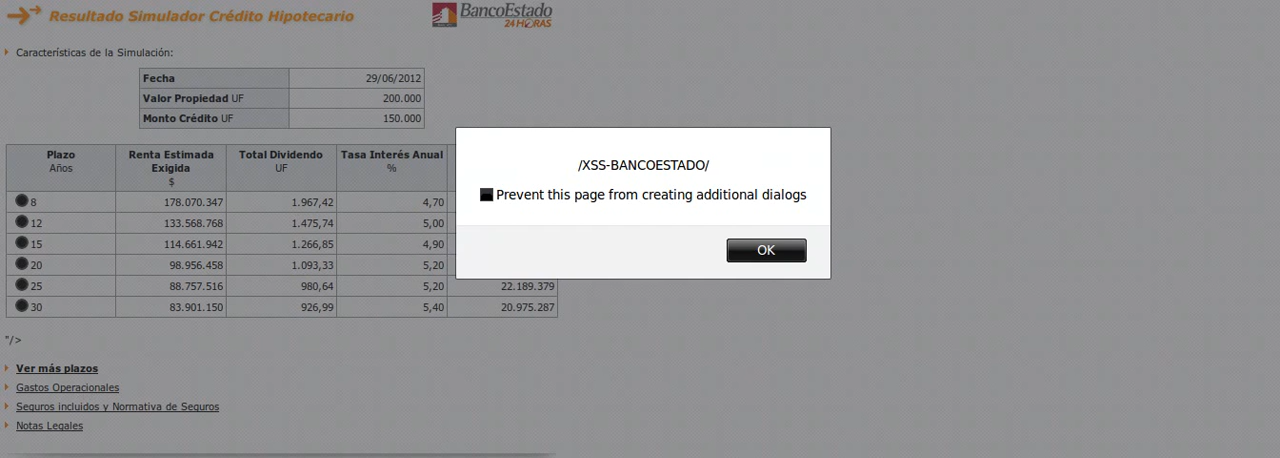 Resultado Simulador Crédito Hipotecario
BancoEstado
24 HORAS
Características de la Simulación:
Fecha 29/06/2012
Valor Propiedad UF 200.000
Monto Crédito UF 150.000
Plazo Renta Estimada Total Dividendo Tasa Interés Anual
Años Exigida UF %
$
8 178.070.347 1.967,42 4,70
12 133.568.768 1.475,74 5,00
15 114.661.942 1.266,85 4,90
20 98.956.458 1.093,33 5,20
25 88.757.516 980,64 5,20 22.189.379
30 83.901.150 926,99 5,40 20.975.287
"/>
Ver más plazos
Gastos Operacionales
Seguros incluidos y Normativa de Seguros
Notas Legales
/XSS-BANCOESTADO/
Prevent this page from creating additional dialogs
OK